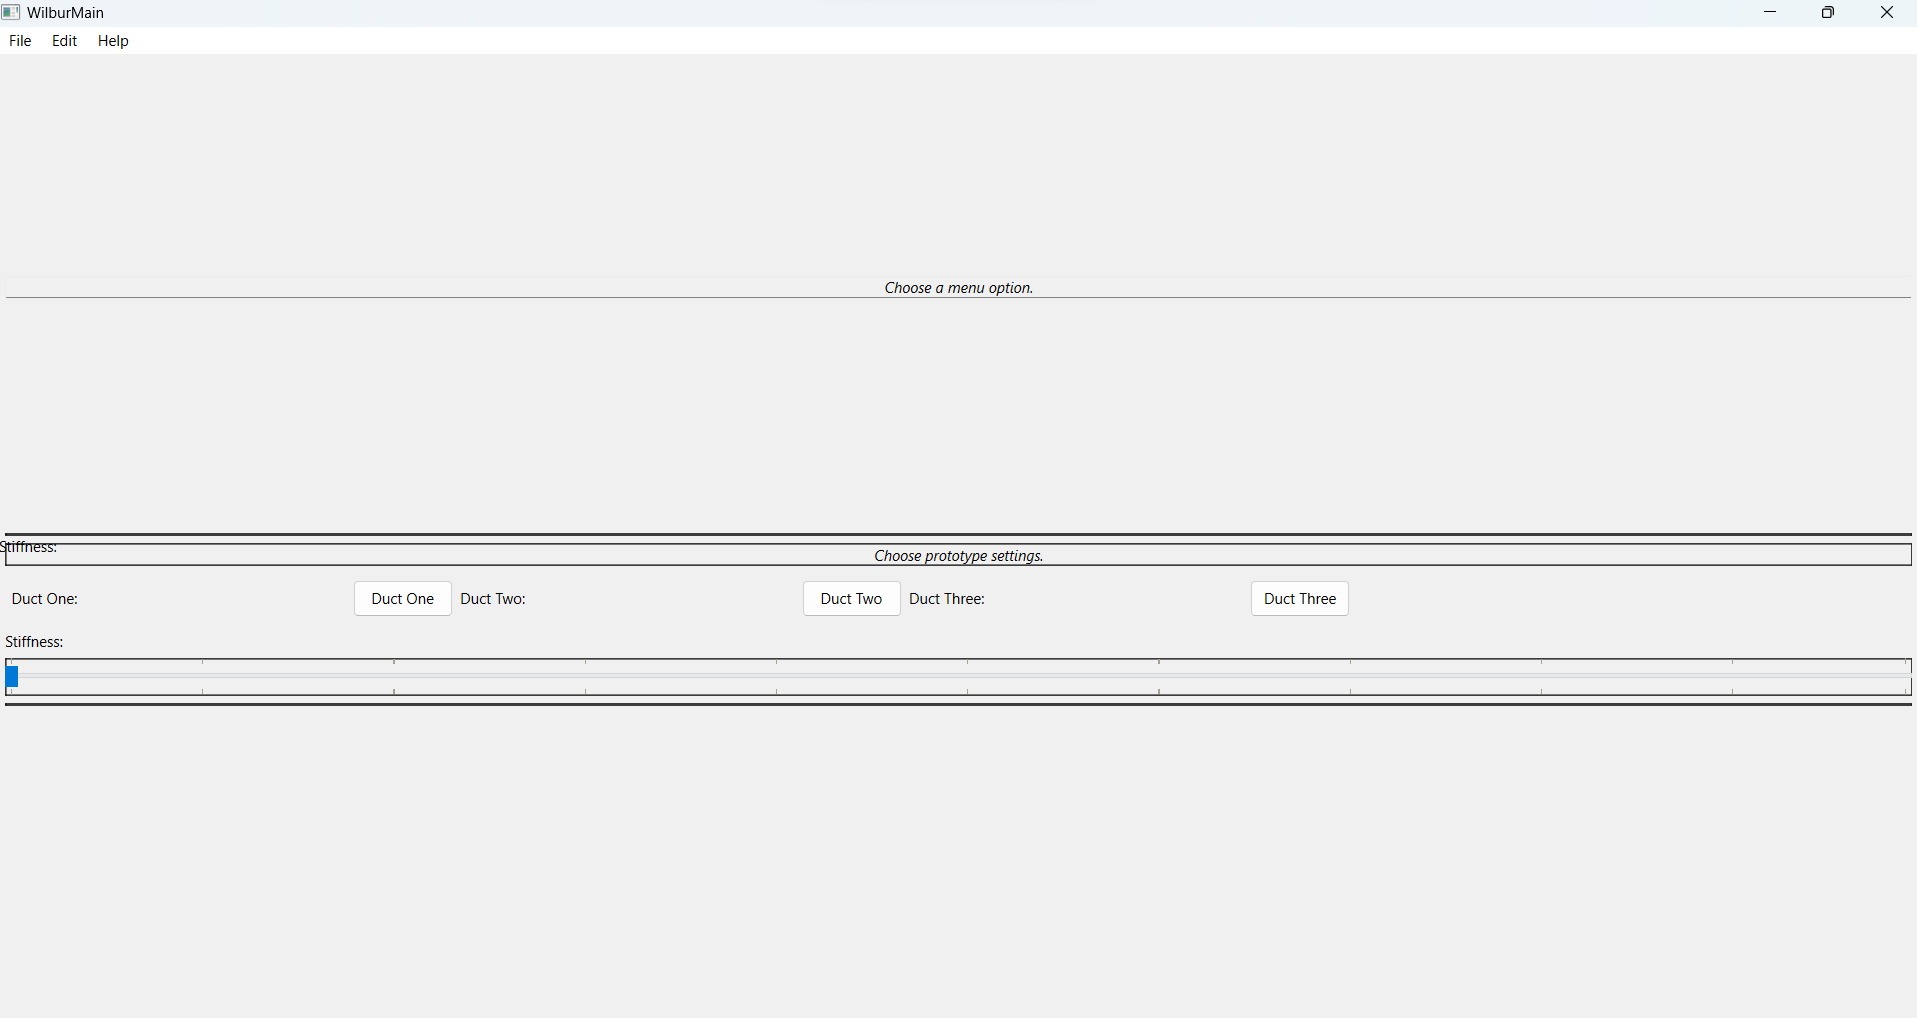 WilburMain
File Edit Help
Choose a menu option.
Stiffness:
Choose prototype settings.
Duct One: Duct One Duct Two: Duct Two Duct Three: Duct Three
Stiffness: